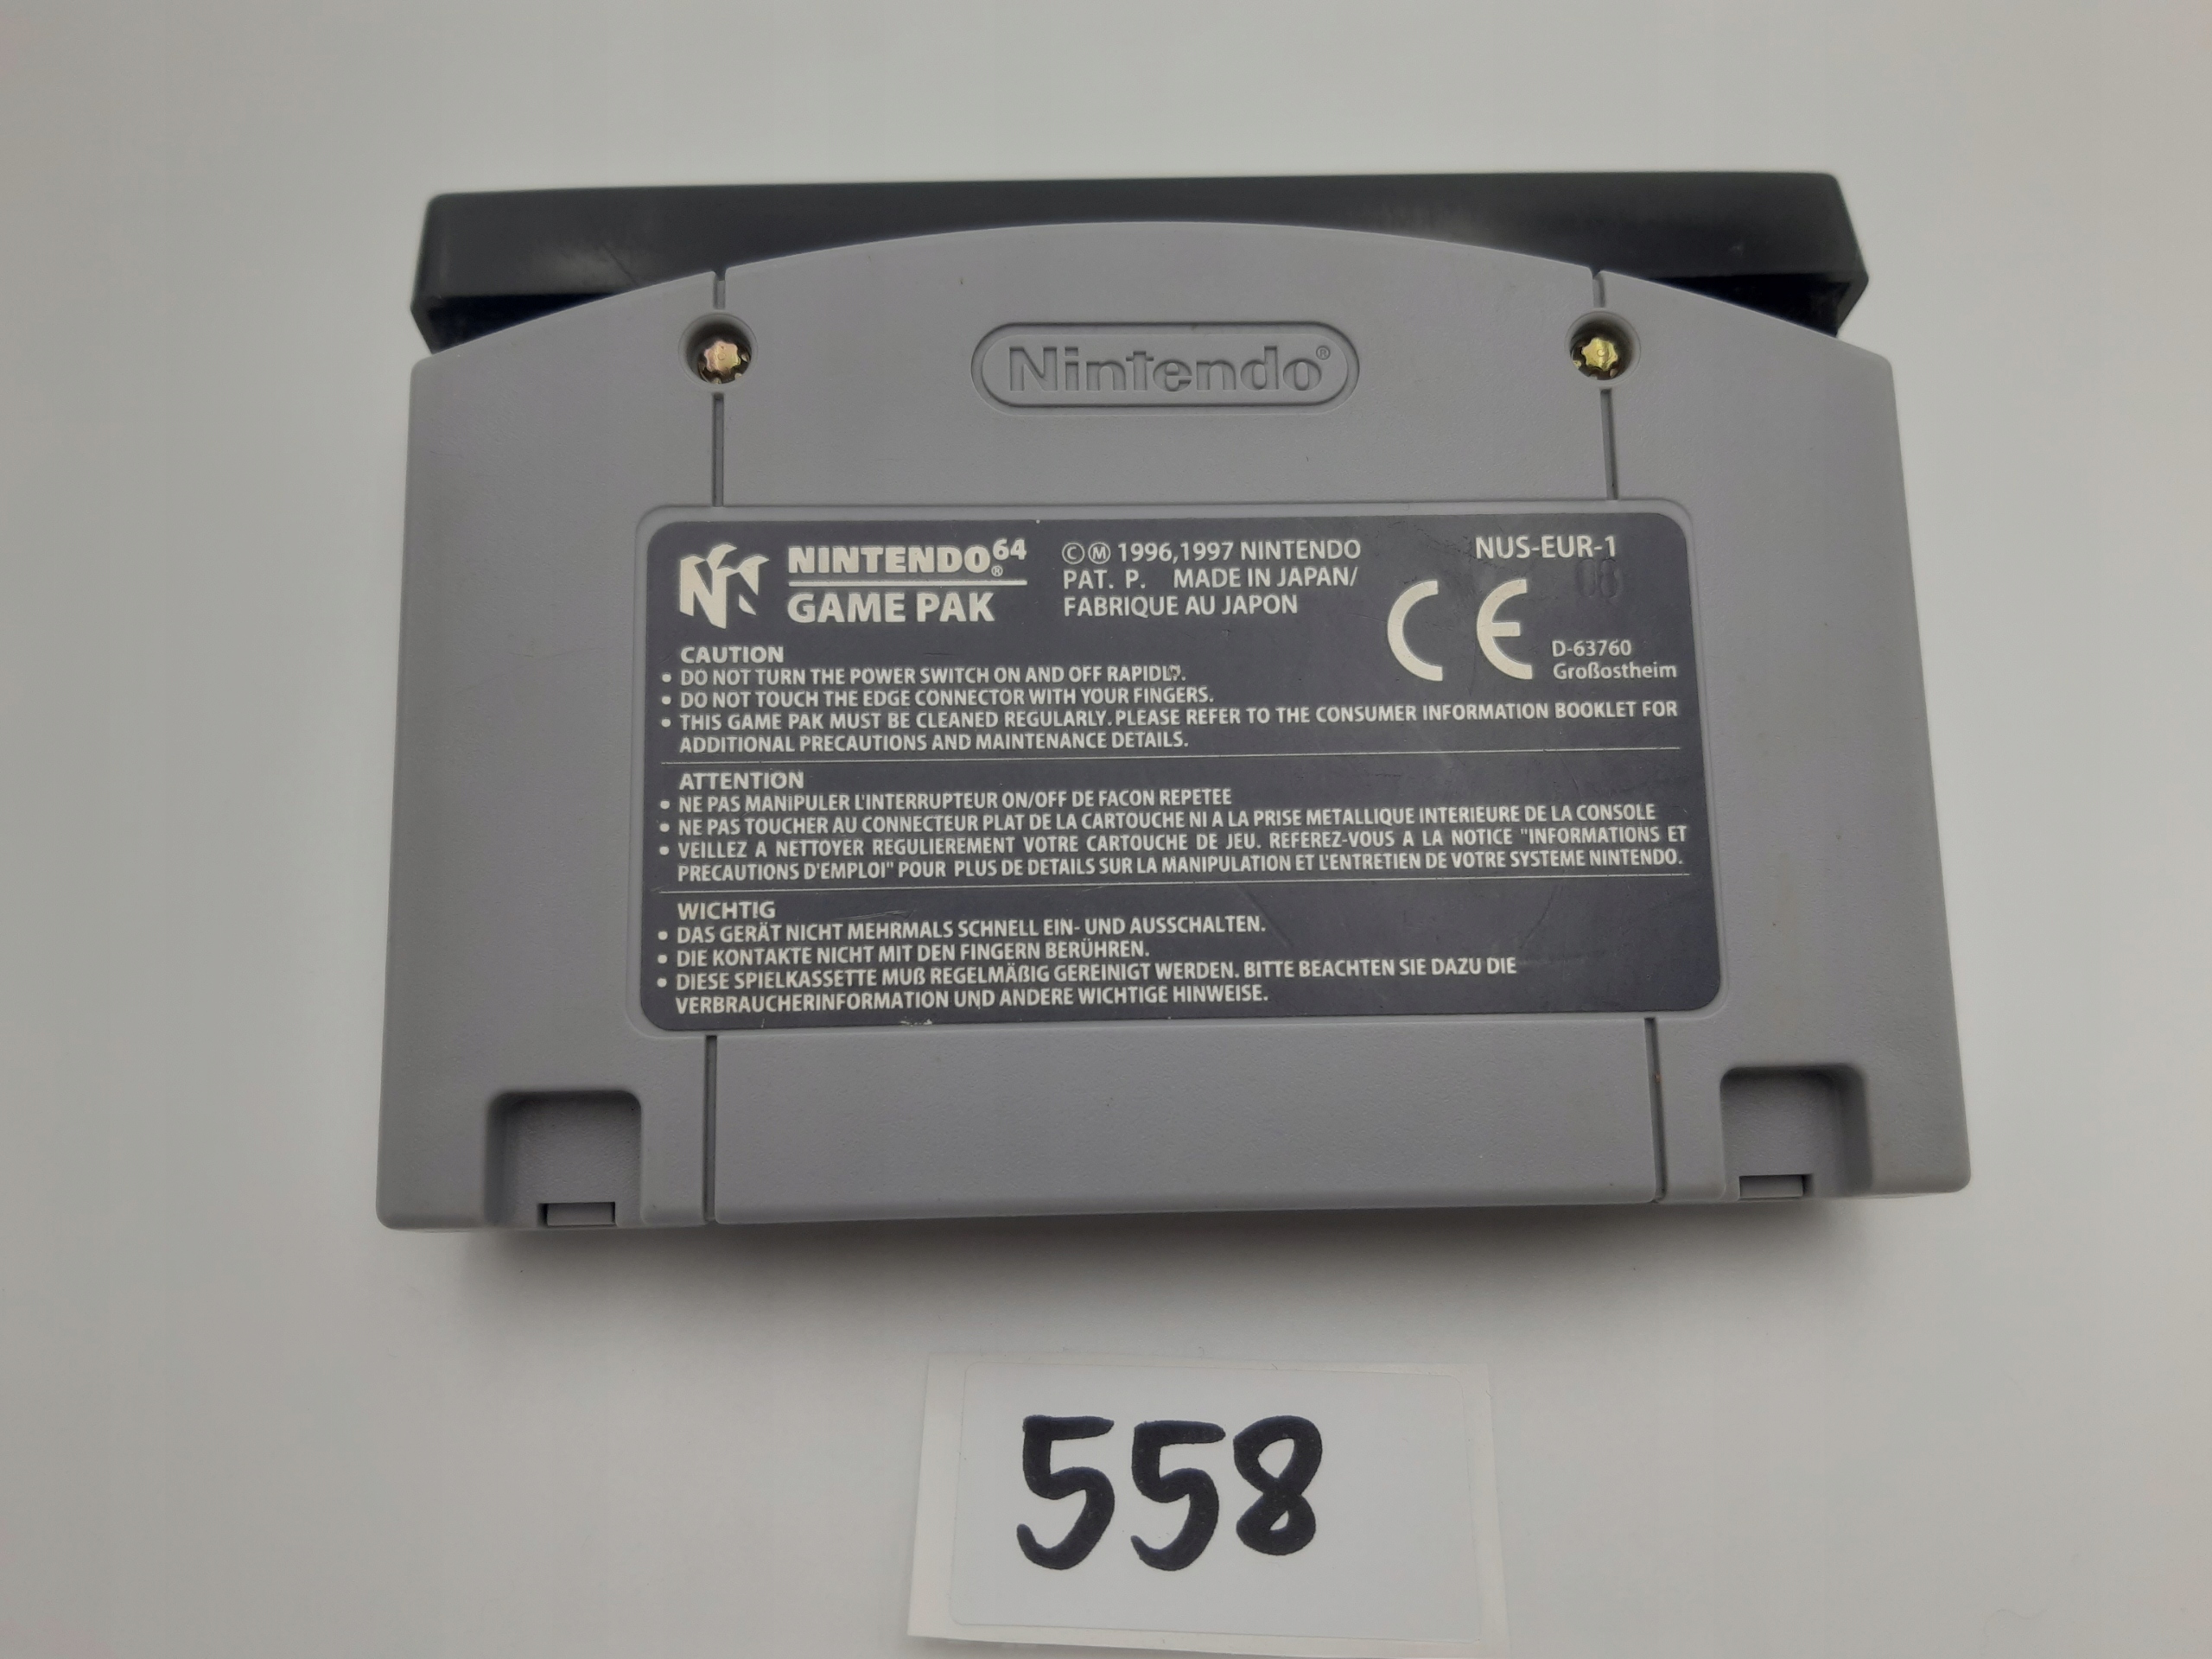 Nintendo®
NINTENDO64®
GAME PAK
©Ⓜ 1996,1997 NINTENDO
PAT. P. MADE IN JAPAN/
FABRIQUE AU JAPON
NUS-EUR-1
06
CE
D-63760
Großostheim
CAUTION
• DO NOT TURN THE POWER SWITCH ON AND OFF RAPIDLY.
• DO NOT TOUCH THE EDGE CONNECTOR WITH YOUR FINGERS.
• THIS GAME PAK MUST BE CLEANED REGULARLY. PLEASE REFER TO THE CONSUMER INFORMATION BOOKLET FOR
ADDITIONAL PRECAUTIONS AND MAINTENANCE DETAILS.
ATTENTION
• NE PAS MANIPULER L'INTERRUPTEUR ON/OFF DE FACON REPETEE
• NE PAS TOUCHER AU CONNECTEUR PLAT DE LA CARTOUCHE NI A LA PRISE METALLIQUE INTERIEURE DE LA CONSOLE
• VEILLEZ A NETTOYER REGULIEREMENT VOTRE CARTOUCHE DE JEU. REFEREZ-VOUS A LA NOTICE "INFORMATIONS ET
PRECAUTIONS D'EMPLOI" POUR PLUS DE DETAILS SUR LA MANIPULATION ET L'ENTRETIEN DE VOTRE SYSTEME NINTENDO.
WICHTIG
• DAS GERÄT NICHT MEHRMALS SCHNELL EIN- UND AUSSCHALTEN.
• DIE KONTAKTE NICHT MIT DEN FINGERN BERÜHREN.
• DIESE SPIELKASSETTE MUß REGELMÄßIG GEREINIGT WERDEN. BITTE BEACHTEN SIE DAZU DIE
VERBRAUCHERINFORMATION UND ANDERE WICHTIGE HINWEISE.
558